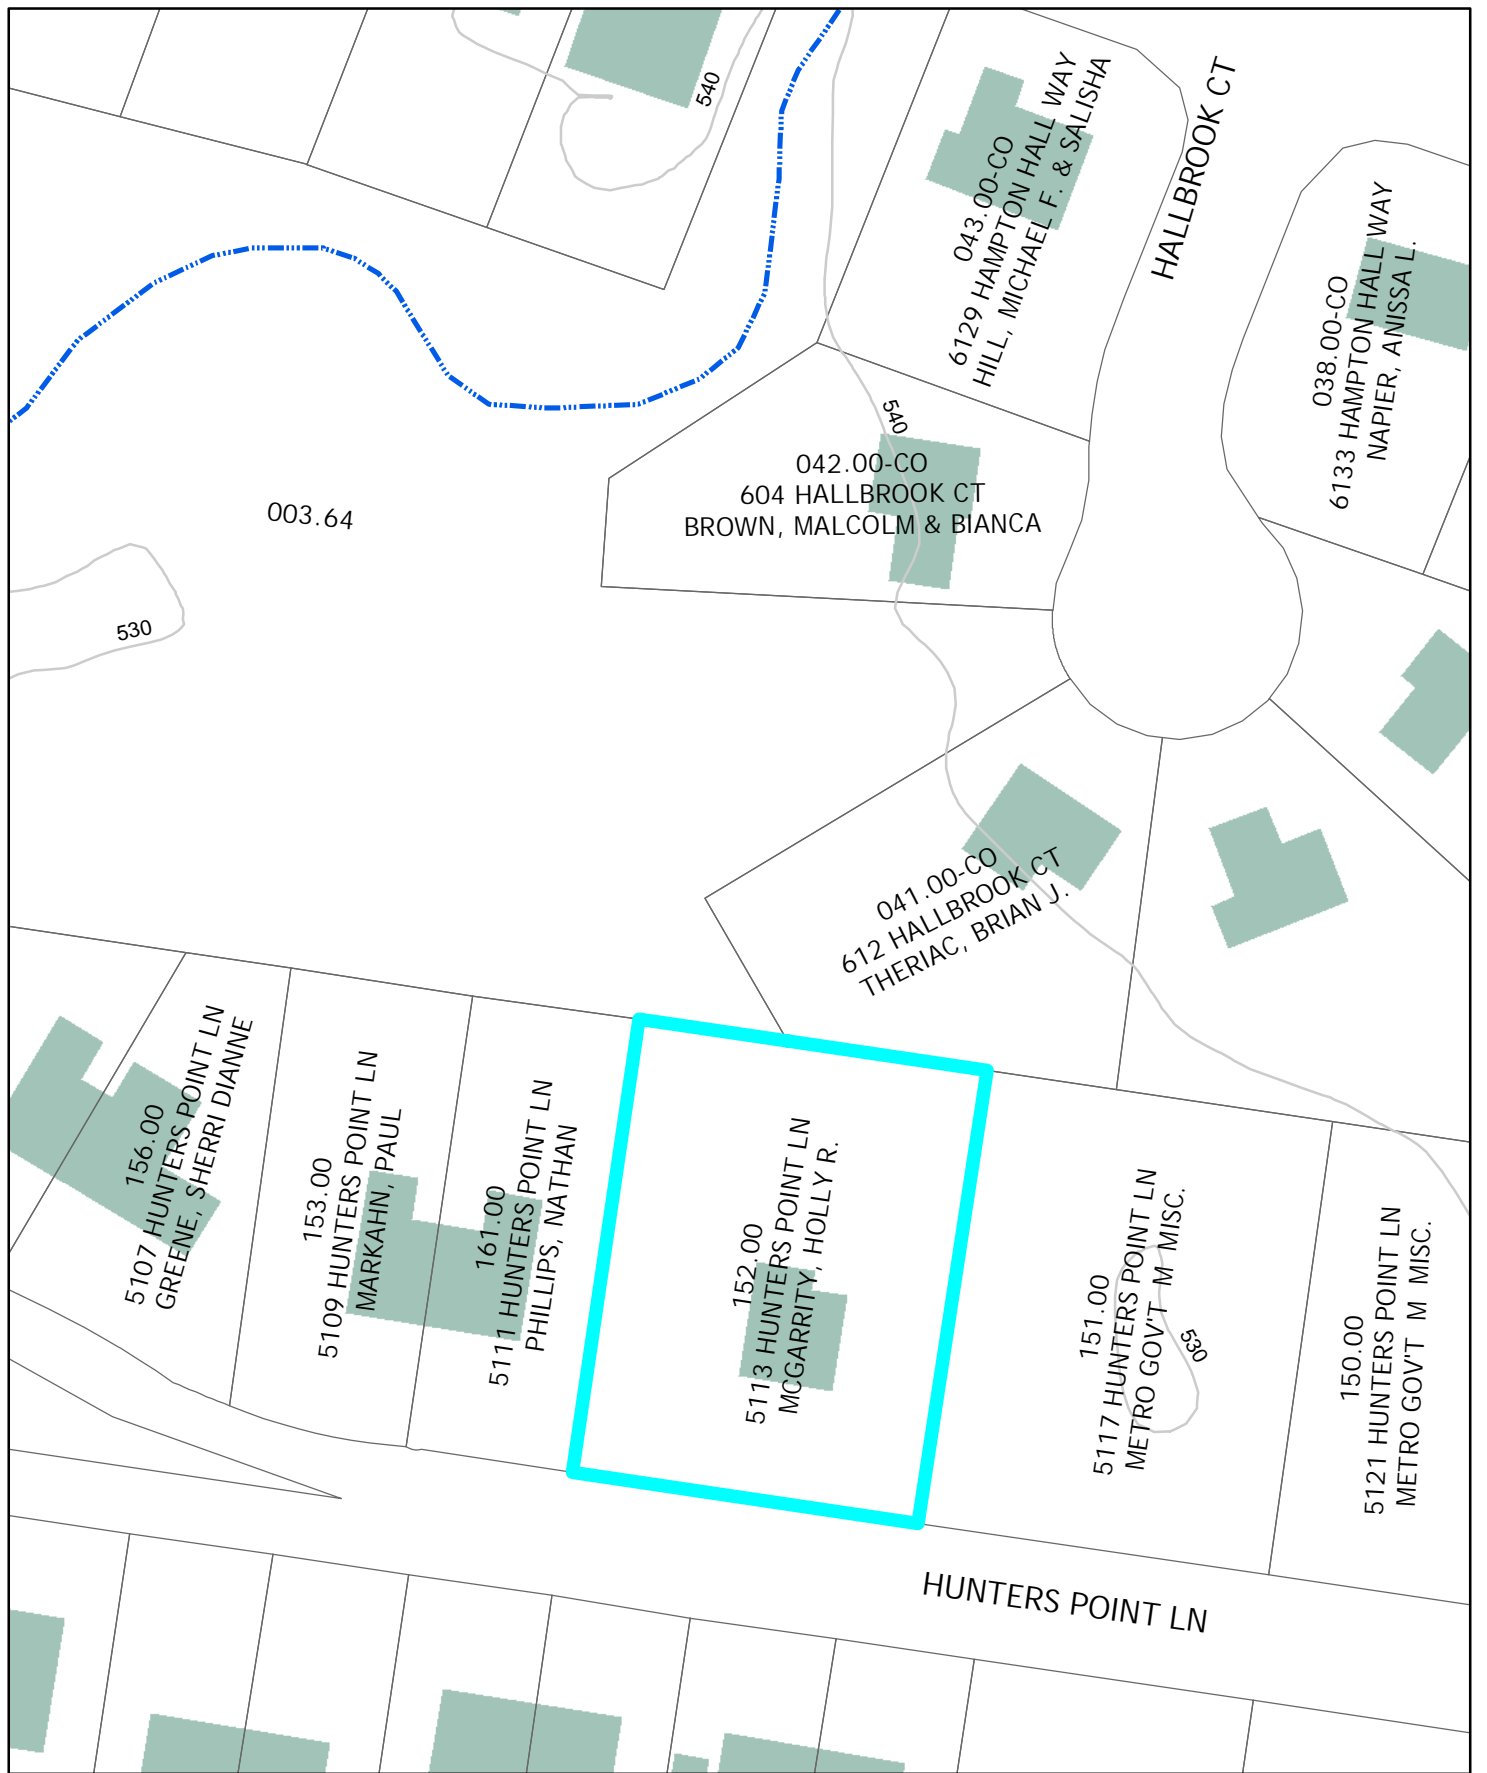 540
043.00-CO
6129 HAMPTON HALL WAY
HILL, MICHAEL F. & SALISHA
HALLBROOK CT
038.00-CO
6133 HAMPTON HALL WAY
NAPIER, ANISSA L.
540
042.00-CO
604 HALLBROOK CT
BROWN, MALCOLM & BIANCA
003.64
530
041.00-CO
612 HALLBROOK CT
THERIAC, BRIAN J.
156.00
5107 HUNTERS POINT LN
GREENE, SHERRI DIANNE
153.00
5109 HUNTERS POINT LN
MARKAHN, PAUL
161.00
5111 HUNTERS POINT LN
PHILLIPS, NATHAN
152.00
5113 HUNTERS POINT LN
MCGARRITY, HOLLY R.
151.00
5117 HUNTERS POINT LN
METRO GOV'T M MISC.
530
150.00
5121 HUNTERS POINT LN
METRO GOV'T M MISC.
HUNTERS POINT LN